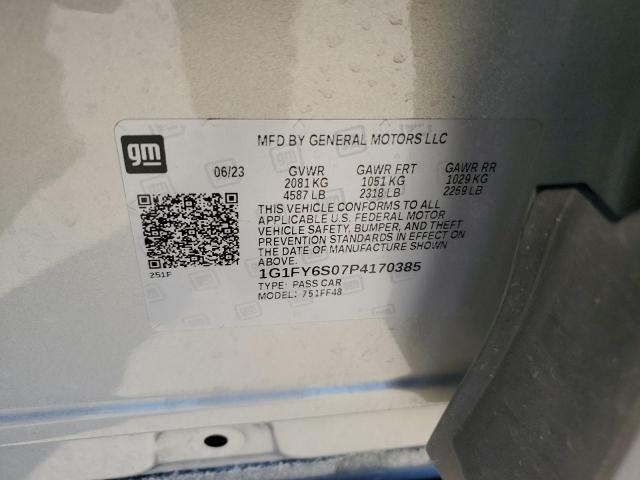 gm
MFD BY GENERAL MOTORS LLC
06/23 GVWR GAWR FRT GAWR RR
2081 KG 1051 KG 1029 KG
4587 LB 2318 LB 2269 LB
THIS VEHICLE CONFORMS TO ALL
APPLICABLE U.S. FEDERAL MOTOR
VEHICLE SAFETY, BUMPER, AND THEFT
PREVENTION STANDARDS IN EFFECT ON
THE DATE OF MANUFACTURE SHOWN
ABOVE.
251F
1G1FY6S07P4170385
TYPE: PASS CAR
MODEL: 751FF48